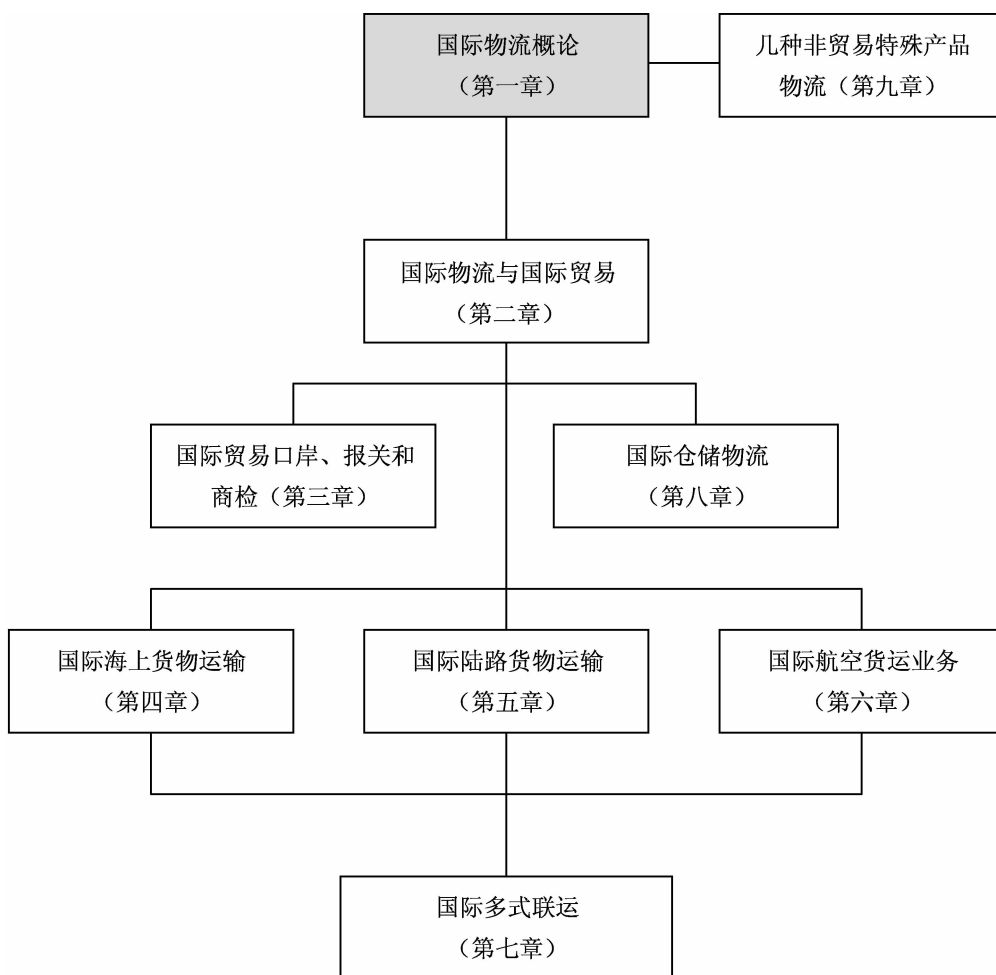 国际物流概论
（第一章）
几种非贸易特殊产品
物流（第九章）
国际物流与国际贸易
（第二章）
国际贸易口岸、报关和
商检（第三章）
国际仓储物流
（第八章）
国际海上货物运输
（第四章）
国际陆路货物运输
（第五章）
国际航空货运业务
（第六章）
国际多式联运
（第七章）